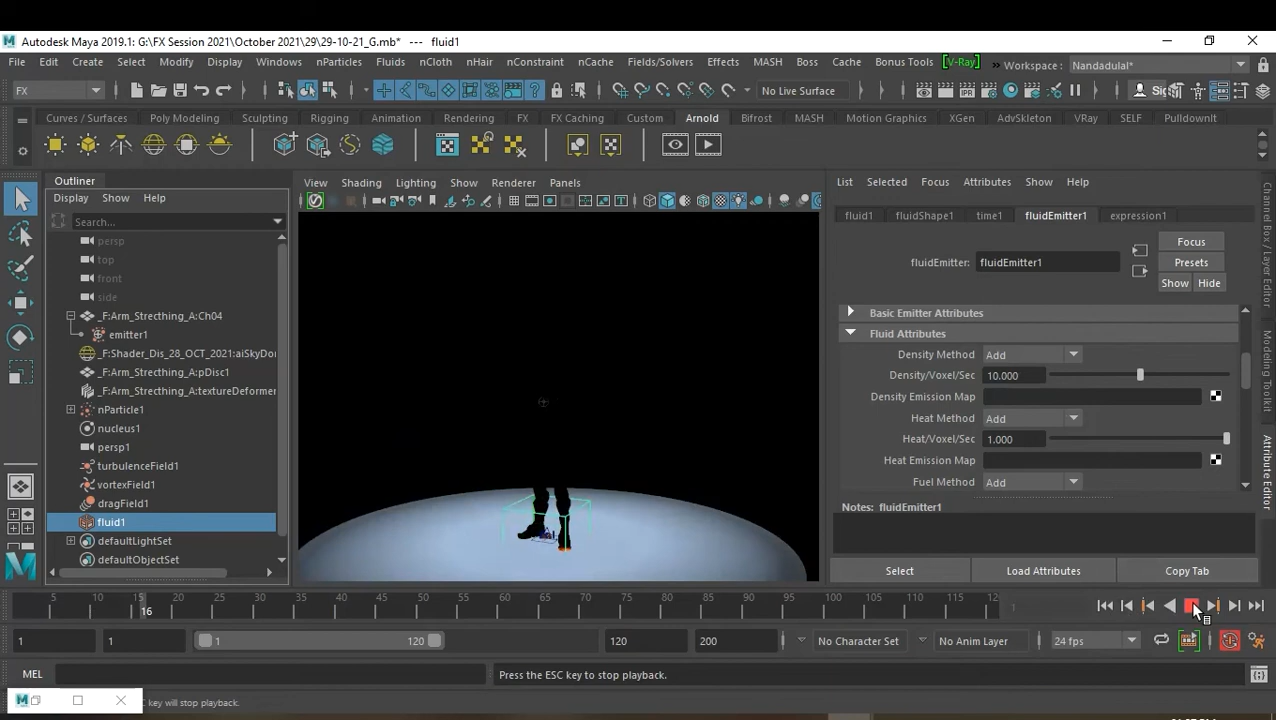 Autodesk Maya 2019.1: G:\FX Session 2021\October 2021\29\29-10-21_G.mb* --- fluid1
File Edit Create Select Modify Display Windows nParticles Fluids nCloth nHair nConstraint nCache Fields/Solvers Effects MASH Boss Cache Bonus Tools [V-Ray] » Workspace : Nandadulal*
FX No Live Surface Sig
Curves / Surfaces Poly Modeling Sculpting Rigging Animation Rendering FX FX Caching Custom Arnold Bifrost MASH Motion Graphics XGen AdvSkeleton VRay SELF PulldownIt
Outliner
Display Show Help
Search...
persp
top
front
side
_F:Arm_Strecthing_A:Ch04
emitter1
_F:Shader_Dis_28_OCT_2021:aiSkyDo
_F:Arm_Strecthing_A:pDisc1
_F:Arm_Strecthing_A:textureDeformer
nParticle1
nucleus1
persp1
turbulenceField1
vortexField1
dragField1
fluid1
defaultLightSet
defaultObjectSet
View Shading Lighting Show Renderer Panels
List Selected Focus Attributes Show Help
fluid1 fluidShape1 time1 fluidEmitter1 expression1
fluidEmitter: fluidEmitter1
Focus
Presets
Show Hide
Basic Emitter Attributes
Fluid Attributes
Density Method Add
Density/Voxel/Sec 10.000
Density Emission Map
Heat Method Add
Heat/Voxel/Sec 1.000
Heat Emission Map
Fuel Method Add
Notes: fluidEmitter1
Select Load Attributes Copy Tab
Channel Box / Layer Editor
Attribute Editor
5 10 15 20 25 30 35 40 45 50 55 60 65 70 75 80 85 90 95 100 105 110 115 12
16
1
1 1 1 120 120 200 No Character Set No Anim Layer 24 fps
MEL Press the ESC key to stop playback.
key will stop playback.